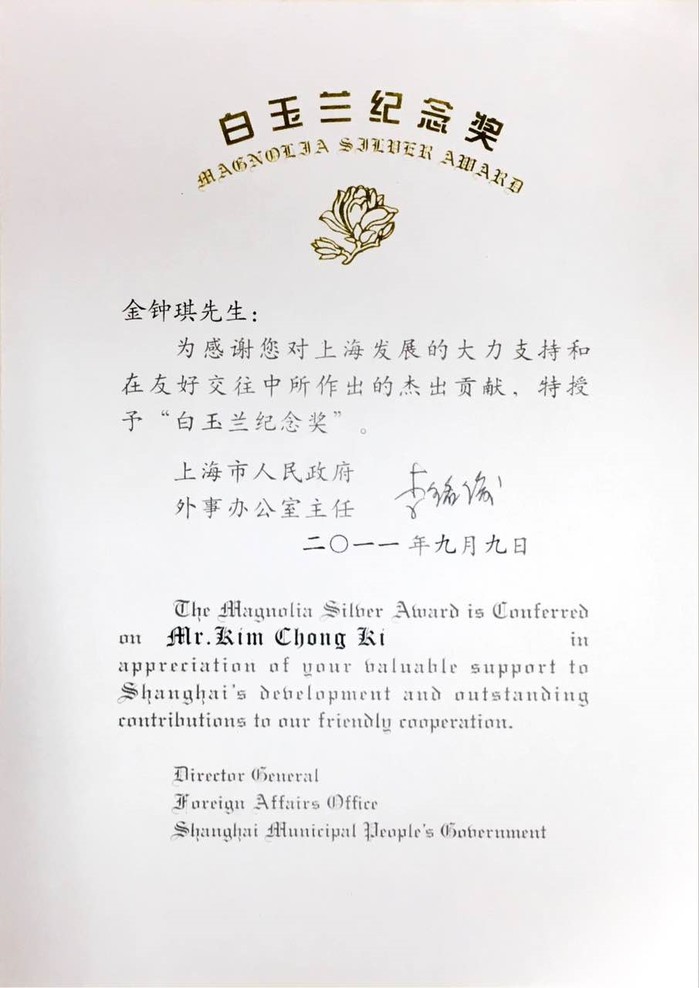 白玉兰纪念奖
MAGNOLIA SILVER AWARD
金钟琪先生:
为感谢您对上海发展的大力支持和
在友好交往中所作出的杰出贡献，特授
予“白玉兰纪念奖”。
上海市人民政府
外事办公室主任
二〇一一年九月九日
The Magnolia Silver Award is Conferred
on Mr.Kim Chong Ki in
appreciation of your valuable support to
Shanghai's development and outstanding
contributions to our friendly cooperation.
Director General
Foreign Affairs Office
Shanghai Municipal People's Government